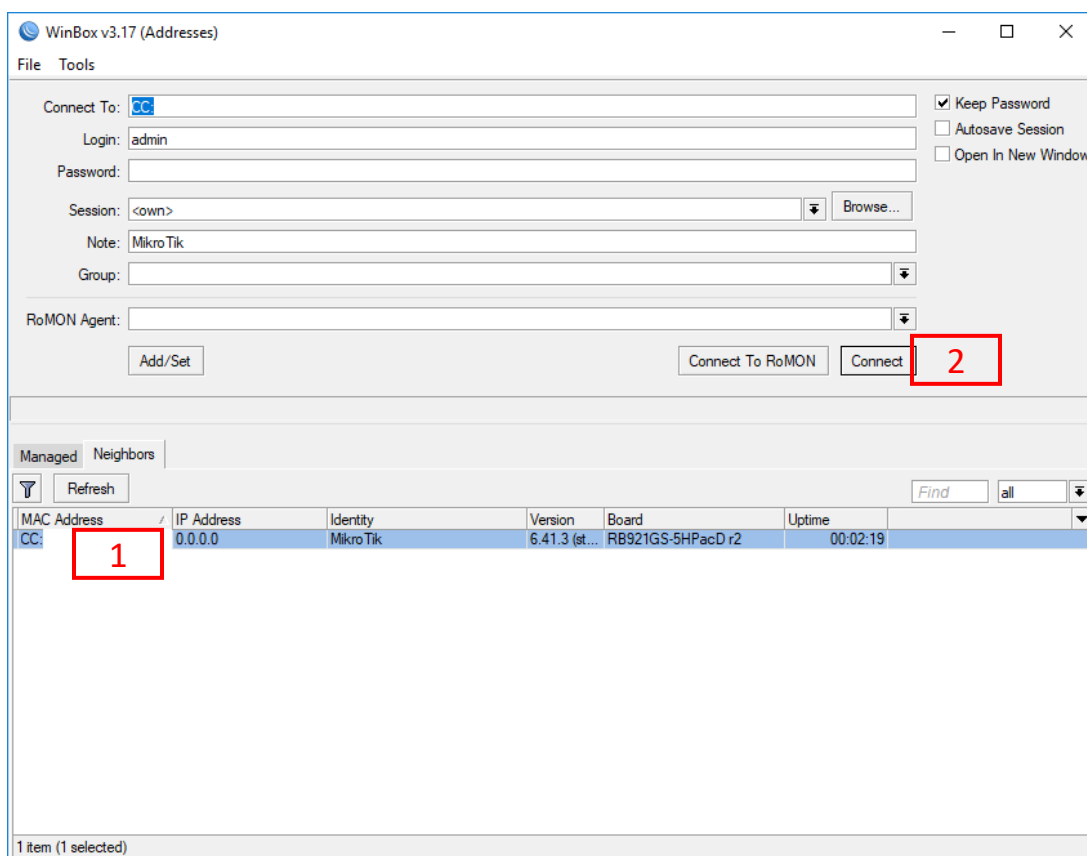 WinBox v3.17 (Addresses)
File Tools
Connect To: CC:
Keep Password
Login: admin
Autosave Session
Password:
Open In New Window
Session: <own>
Browse...
Note: MikroTik
Group:
RoMON Agent:
Add/Set Connect To RoMON Connect 2
Managed Neighbors
Refresh Find all
MAC Address IP Address Identity Version Board Uptime
CC: 0.0.0.0 MikroTik 6.41.3 (st... RB921GS-5HPacD r2 00:02:19
1
1 item (1 selected)